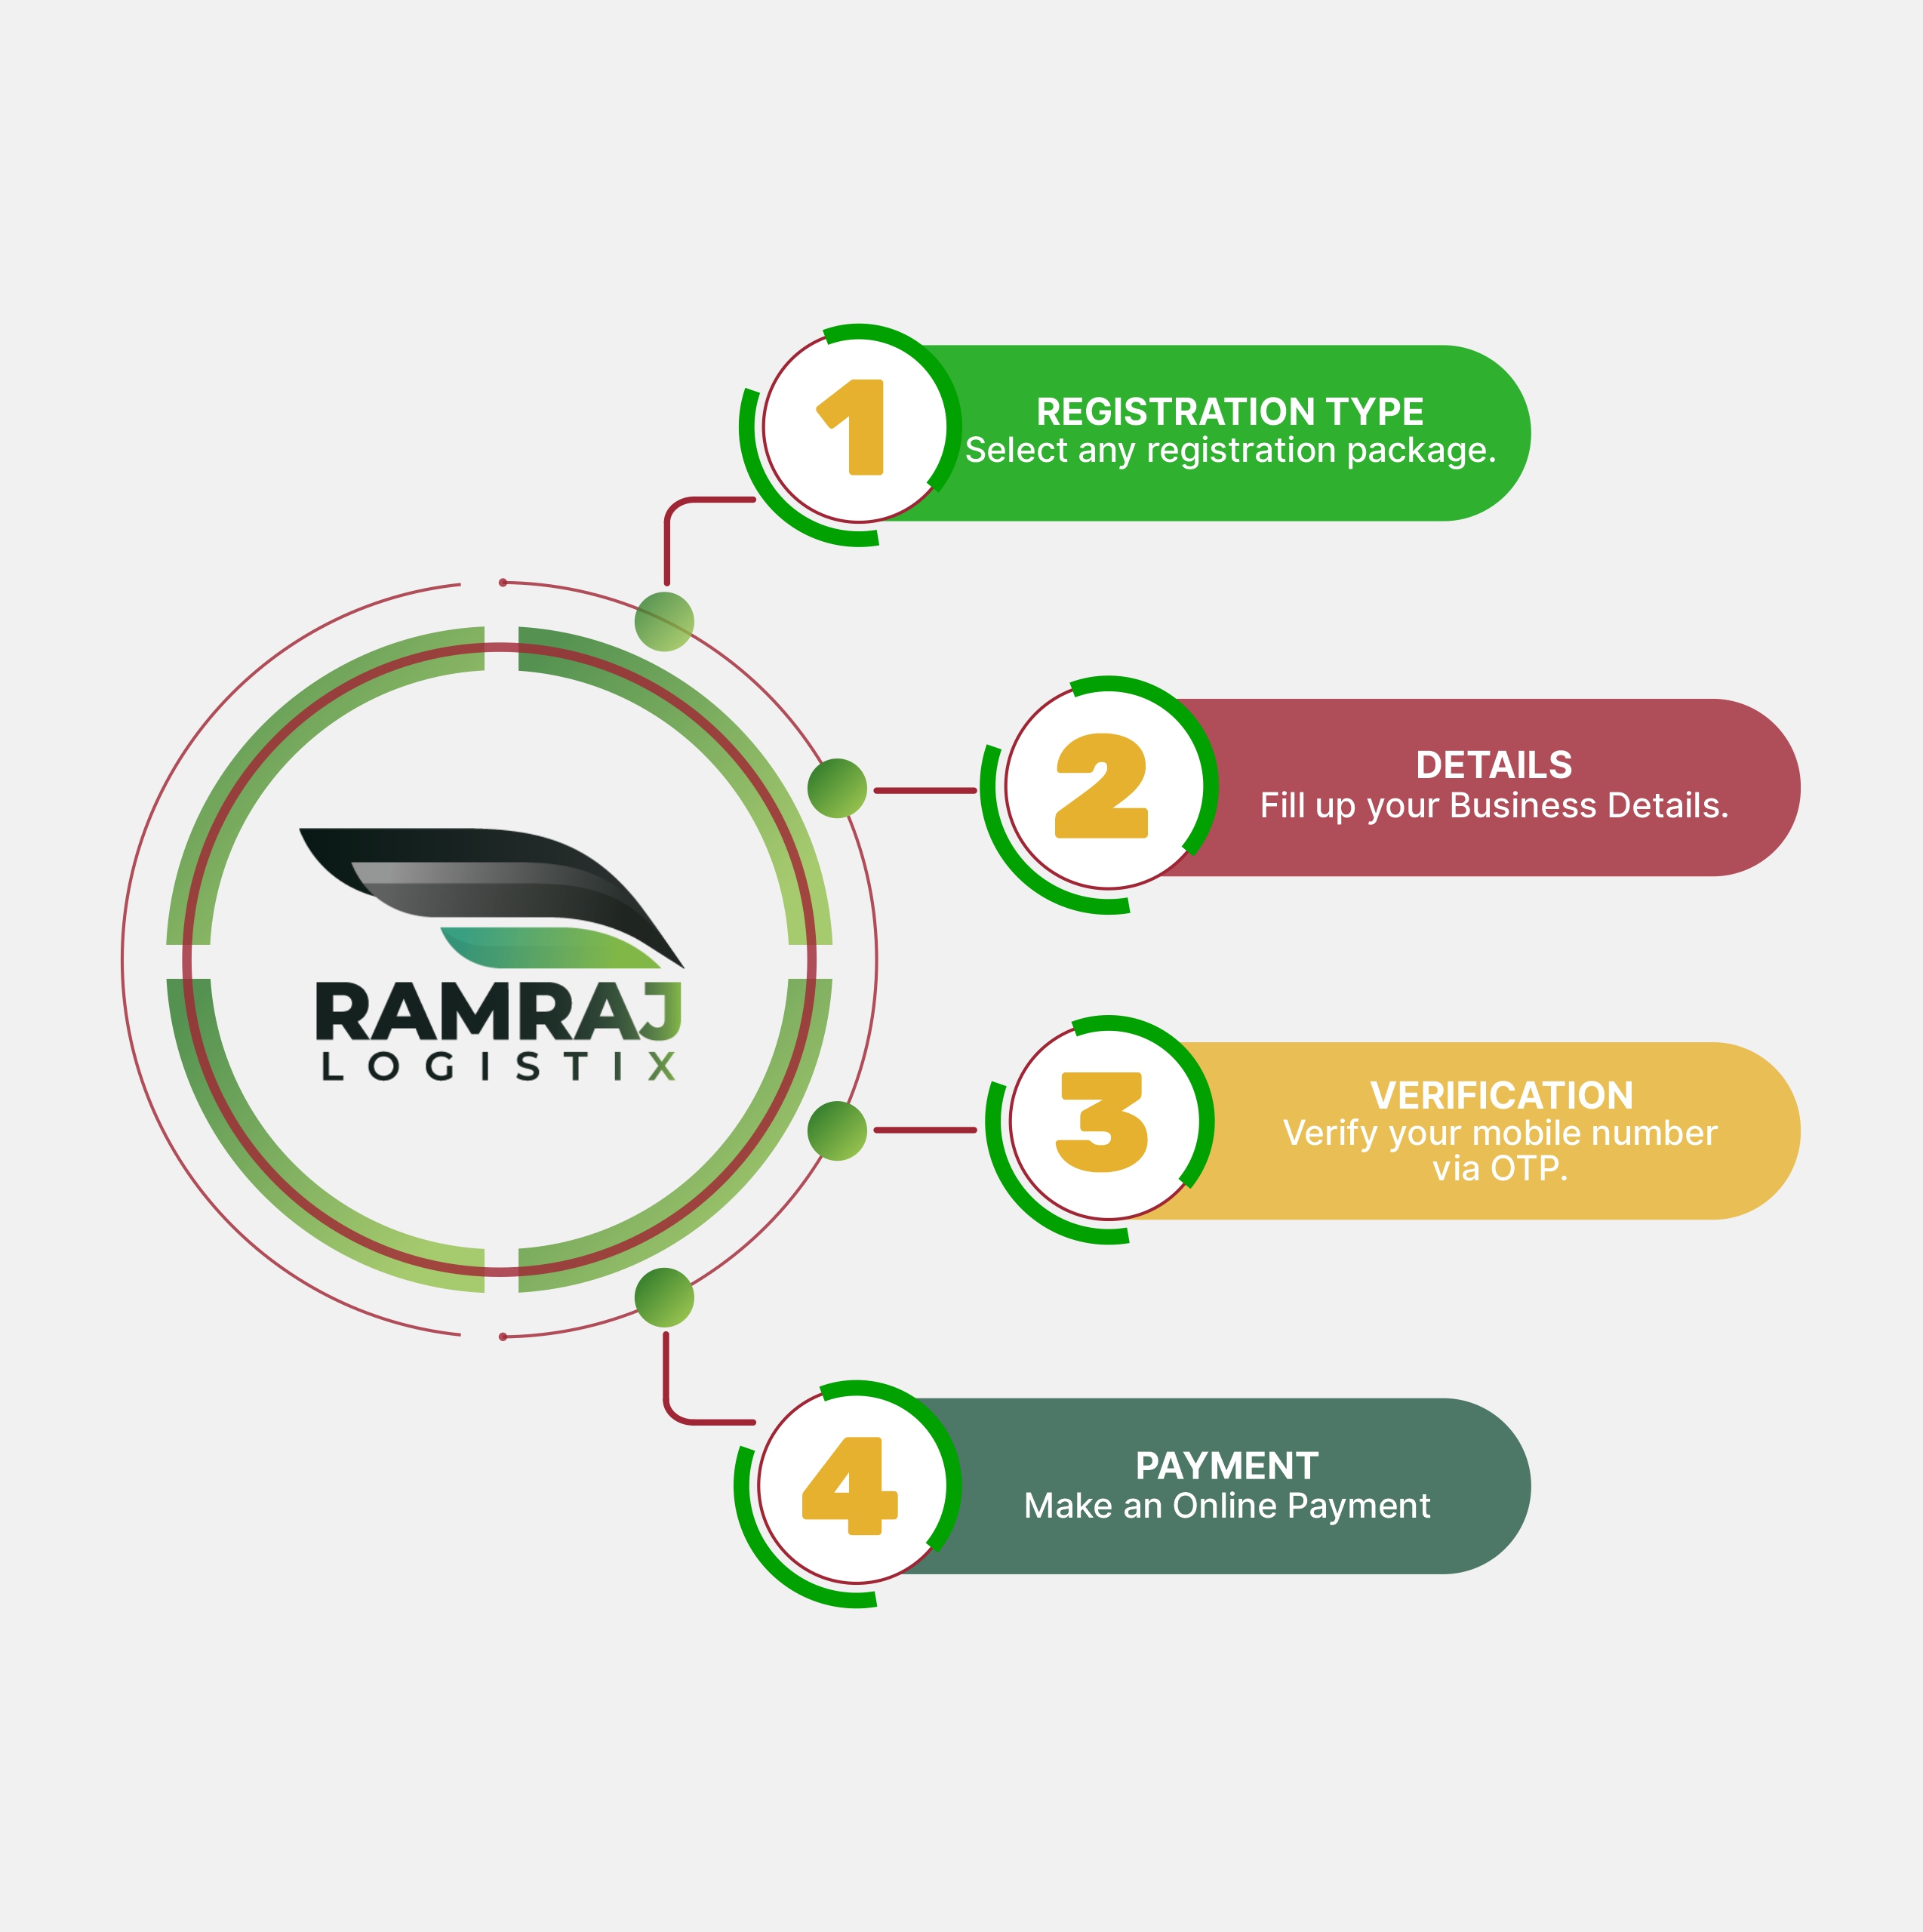 1
REGISTRATION TYPE
Select any registration package.
2
DETAILS
Fill up your Business Details.
RAMRAJ
LOGISTIX
3
VERIFICATION
Verify your mobile number
via OTP.
4
PAYMENT
Make an Online Payment